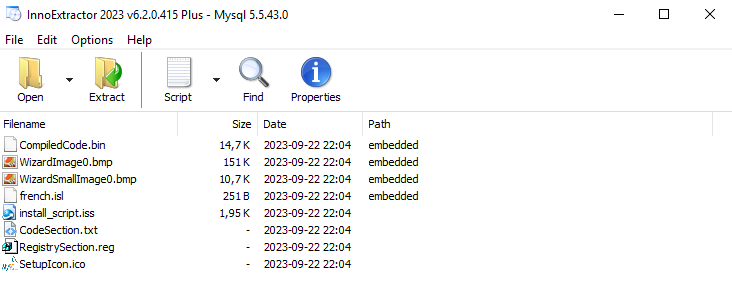 InnoExtractor 2023 v6.2.0.415 Plus - Mysql 5.5.43.0
File Edit Options Help
Open Extract Script Find Properties
Filename Size Date Path
CompiledCode.bin 14,7 K 2023-09-22 22:04 embedded
WizardImage0.bmp 151 K 2023-09-22 22:04 embedded
WizardSmallImage0.bmp 10,7 K 2023-09-22 22:04 embedded
french.isl 251 B 2023-09-22 22:04 embedded
install_script.iss 1,95 K 2023-09-22 22:04
CodeSection.txt - 2023-09-22 22:04
RegistrySection.reg - 2023-09-22 22:04
SetupIcon.ico - 2023-09-22 22:04